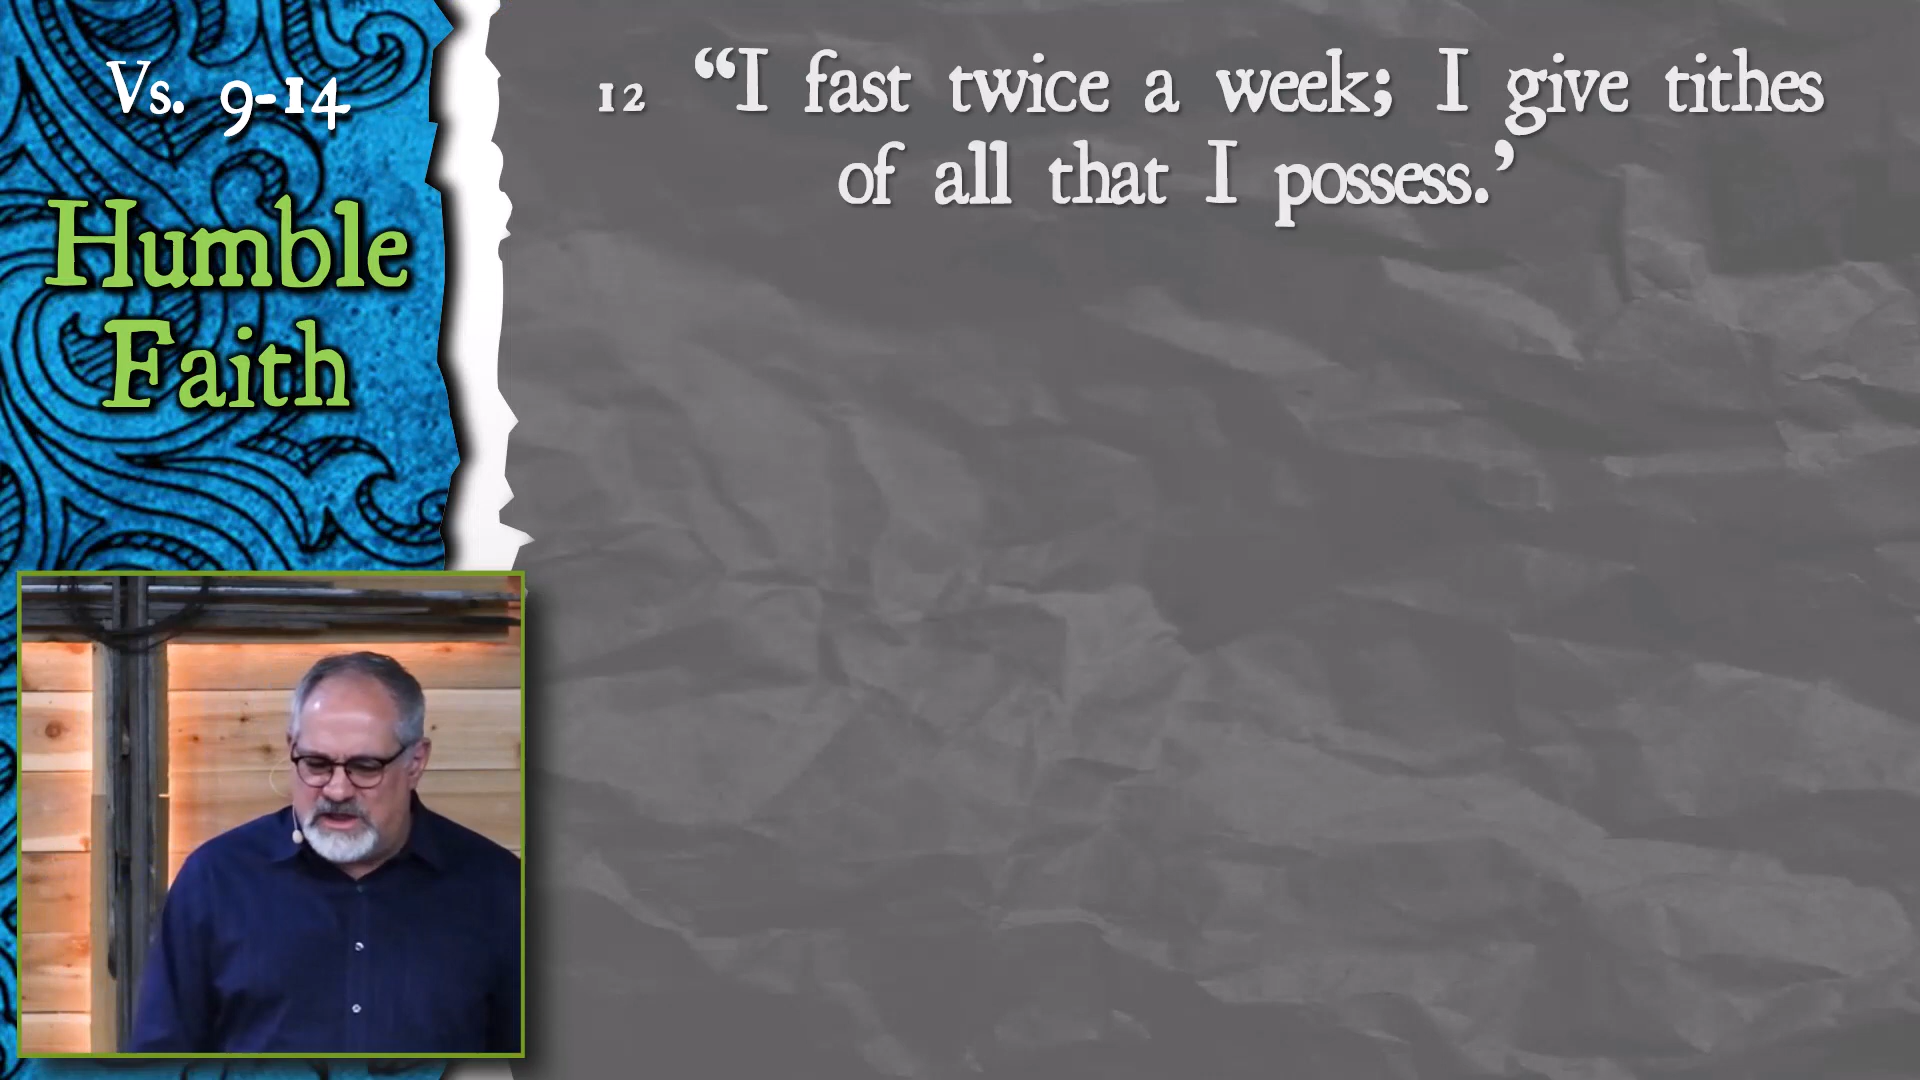 Vs. 9-14
Humble
Faith
12 “I fast twice a week; I give tithes
of all that I possess.’